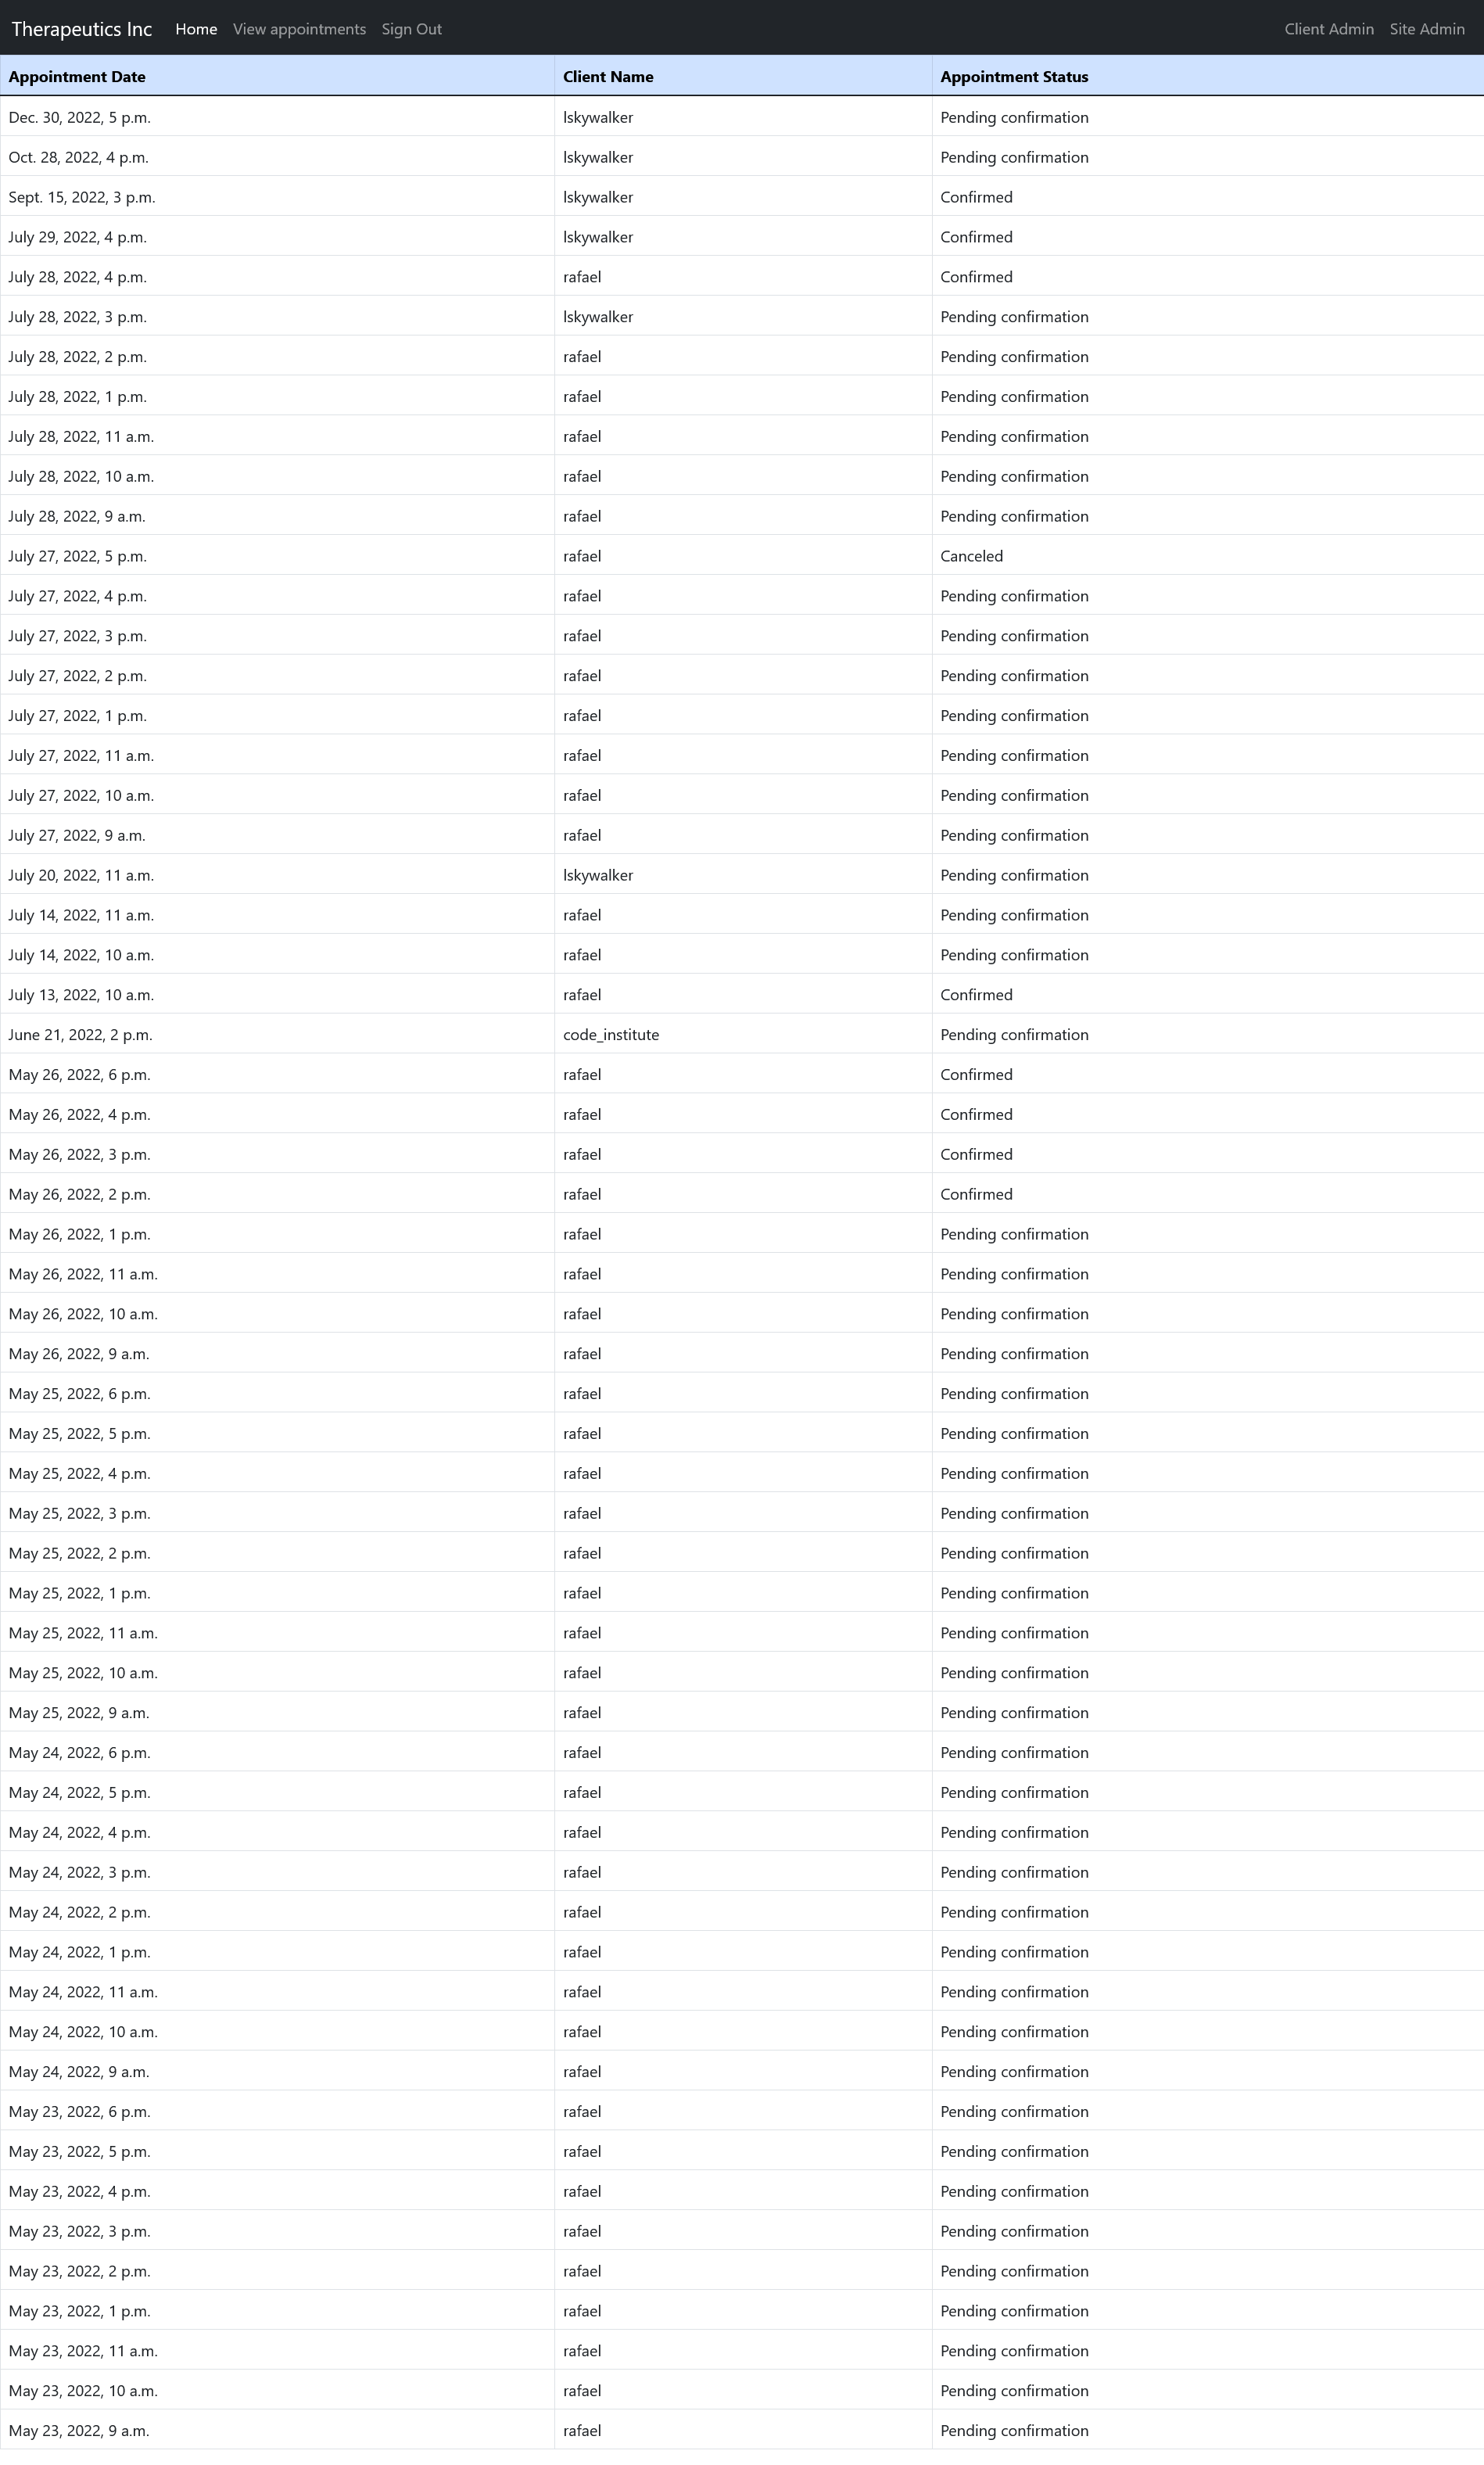 Therapeutics Inc Home View appointments Sign Out Client Admin Site Admin
Appointment Date Client Name Appointment Status
Dec. 30, 2022, 5 p.m. lskywalker Pending confirmation
Oct. 28, 2022, 4 p.m. lskywalker Pending confirmation
Sept. 15, 2022, 3 p.m. lskywalker Confirmed
July 29, 2022, 4 p.m. lskywalker Confirmed
July 28, 2022, 4 p.m. rafael Confirmed
July 28, 2022, 3 p.m. lskywalker Pending confirmation
July 28, 2022, 2 p.m. rafael Pending confirmation
July 28, 2022, 1 p.m. rafael Pending confirmation
July 28, 2022, 11 a.m. rafael Pending confirmation
July 28, 2022, 10 a.m. rafael Pending confirmation
July 28, 2022, 9 a.m. rafael Pending confirmation
July 27, 2022, 5 p.m. rafael Canceled
July 27, 2022, 4 p.m. rafael Pending confirmation
July 27, 2022, 3 p.m. rafael Pending confirmation
July 27, 2022, 2 p.m. rafael Pending confirmation
July 27, 2022, 1 p.m. rafael Pending confirmation
July 27, 2022, 11 a.m. rafael Pending confirmation
July 27, 2022, 10 a.m. rafael Pending confirmation
July 27, 2022, 9 a.m. rafael Pending confirmation
July 20, 2022, 11 a.m. lskywalker Pending confirmation
July 14, 2022, 11 a.m. rafael Pending confirmation
July 14, 2022, 10 a.m. rafael Pending confirmation
July 13, 2022, 10 a.m. rafael Confirmed
June 21, 2022, 2 p.m. code_institute Pending confirmation
May 26, 2022, 6 p.m. rafael Confirmed
May 26, 2022, 4 p.m. rafael Confirmed
May 26, 2022, 3 p.m. rafael Confirmed
May 26, 2022, 2 p.m. rafael Confirmed
May 26, 2022, 1 p.m. rafael Pending confirmation
May 26, 2022, 11 a.m. rafael Pending confirmation
May 26, 2022, 10 a.m. rafael Pending confirmation
May 26, 2022, 9 a.m. rafael Pending confirmation
May 25, 2022, 6 p.m. rafael Pending confirmation
May 25, 2022, 5 p.m. rafael Pending confirmation
May 25, 2022, 4 p.m. rafael Pending confirmation
May 25, 2022, 3 p.m. rafael Pending confirmation
May 25, 2022, 2 p.m. rafael Pending confirmation
May 25, 2022, 1 p.m. rafael Pending confirmation
May 25, 2022, 11 a.m. rafael Pending confirmation
May 25, 2022, 10 a.m. rafael Pending confirmation
May 25, 2022, 9 a.m. rafael Pending confirmation
May 24, 2022, 6 p.m. rafael Pending confirmation
May 24, 2022, 5 p.m. rafael Pending confirmation
May 24, 2022, 4 p.m. rafael Pending confirmation
May 24, 2022, 3 p.m. rafael Pending confirmation
May 24, 2022, 2 p.m. rafael Pending confirmation
May 24, 2022, 1 p.m. rafael Pending confirmation
May 24, 2022, 11 a.m. rafael Pending confirmation
May 24, 2022, 10 a.m. rafael Pending confirmation
May 24, 2022, 9 a.m. rafael Pending confirmation
May 23, 2022, 6 p.m. rafael Pending confirmation
May 23, 2022, 5 p.m. rafael Pending confirmation
May 23, 2022, 4 p.m. rafael Pending confirmation
May 23, 2022, 3 p.m. rafael Pending confirmation
May 23, 2022, 2 p.m. rafael Pending confirmation
May 23, 2022, 1 p.m. rafael Pending confirmation
May 23, 2022, 11 a.m. rafael Pending confirmation
May 23, 2022, 10 a.m. rafael Pending confirmation
May 23, 2022, 9 a.m. rafael Pending confirmation